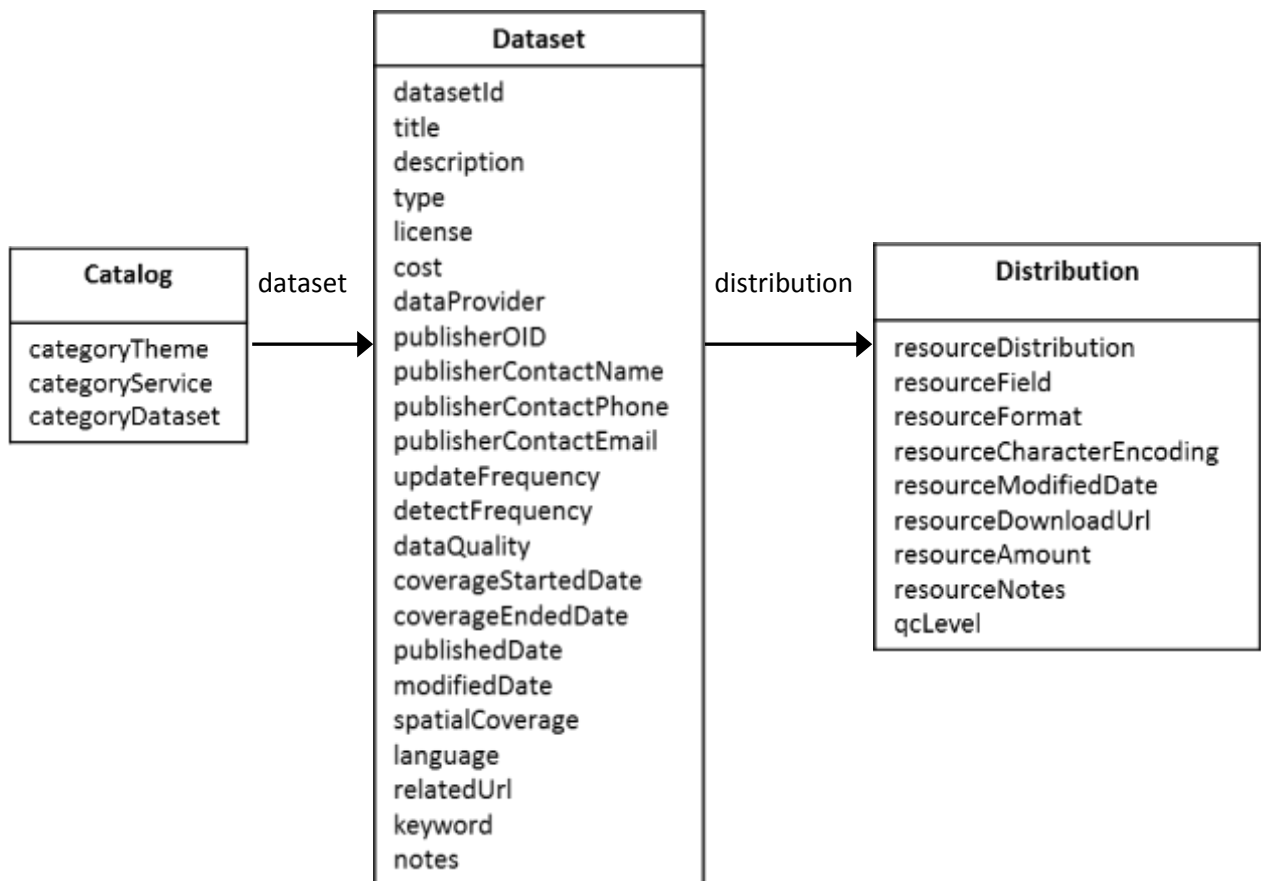 Catalog
categoryTheme
categoryService
categoryDataset
dataset
Dataset
datasetId
title
description
type
license
cost
dataProvider
publisherOID
publisherContactName
publisherContactPhone
publisherContactEmail
updateFrequency
detectFrequency
dataQuality
coverageStartedDate
coverageEndedDate
publishedDate
modifiedDate
spatialCoverage
language
relatedUrl
keyword
notes
distribution
Distribution
resourceDistribution
resourceField
resourceFormat
resourceCharacterEncoding
resourceModifiedDate
resourceDownloadUrl
resourceAmount
resourceNotes
qcLevel